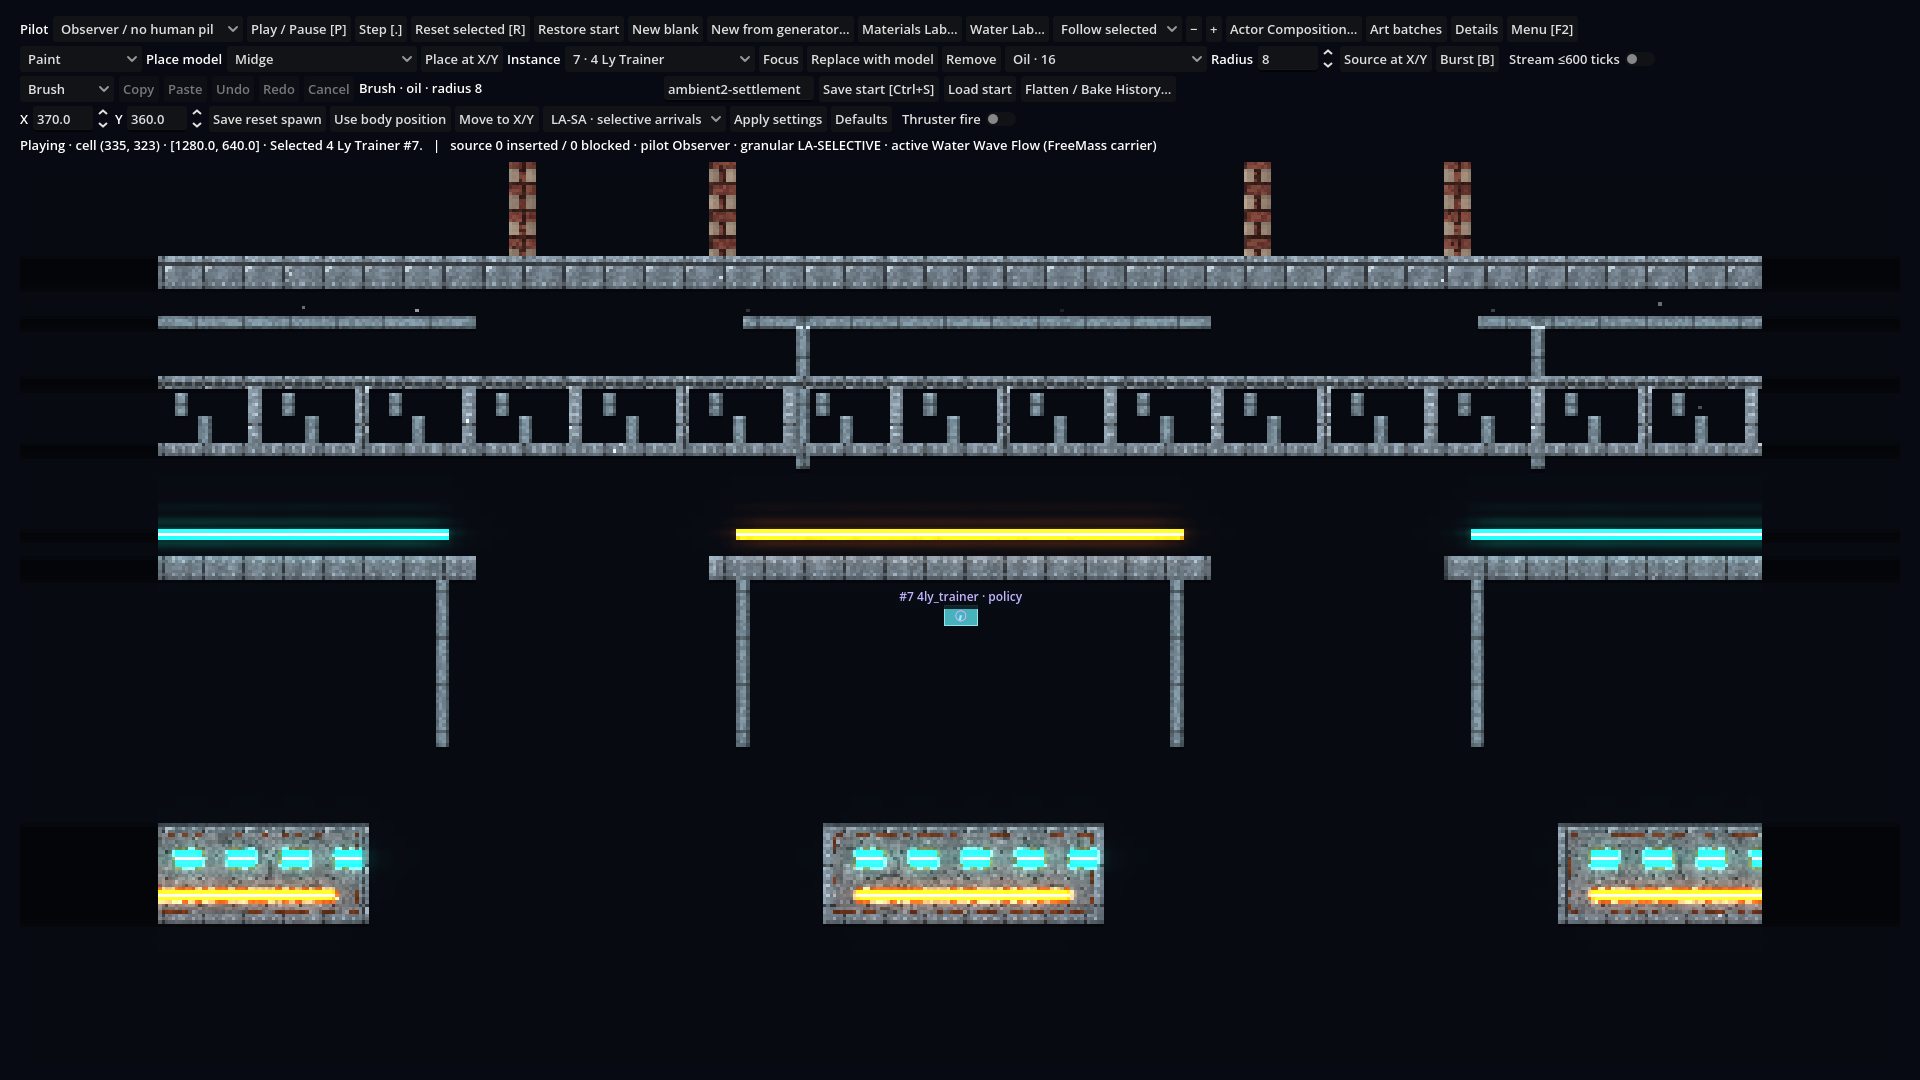 Pilot Observer / no human pil Play / Pause [P] Step [.] Reset selected [R] Restore start New blank New from generator... Materials Lab... Water Lab... Follow selected − + Actor Composition... Art batches Details Menu [F2]
Paint Place model Midge Place at X/Y Instance 7 · 4 Ly Trainer Focus Replace with model Remove Oil · 16 Radius 8 Source at X/Y Burst [B] Stream ≤600 ticks
Brush Copy Paste Undo Redo Cancel Brush · oil · radius 8 ambient2-settlement Save start [Ctrl+S] Load start Flatten / Bake History...
X 370.0 Y 360.0 Save reset spawn Use body position Move to X/Y LA-SA · selective arrivals Apply settings Defaults Thruster fire
Playing · cell (335, 323) · [1280.0, 640.0] · Selected 4 Ly Trainer #7. | source 0 inserted / 0 blocked · pilot Observer · granular LA-SELECTIVE · active Water Wave Flow (FreeMass carrier)
#7 4ly_trainer · policy